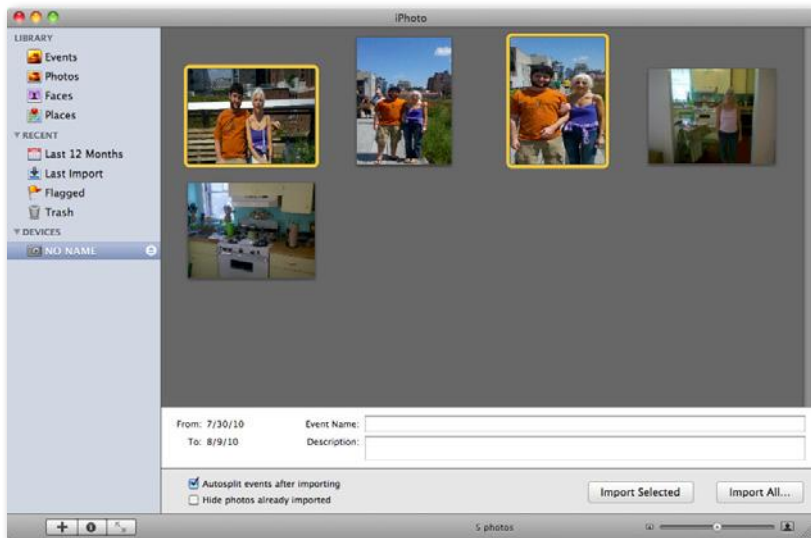 iPhoto
LIBRARY
Events
Photos
Faces
Places
RECENT
Last 12 Months
Last Import
Flagged
Trash
DEVICES
NO NAME
From: 7/30/10
Event Name:
To: 8/9/10
Description:
Autosplit events after importing
Hide photos already imported
Import Selected
Import All...
5 photos